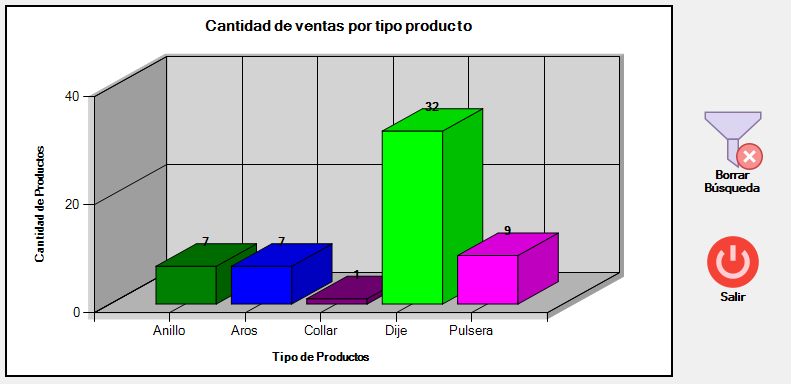 Cantidad de ventas por tipo producto
40
20
0
Cantidad de Productos
7
7
1
32
9
Anillo
Aros
Collar
Dije
Pulsera
Tipo de Productos
Borrar
Búsqueda
Salir